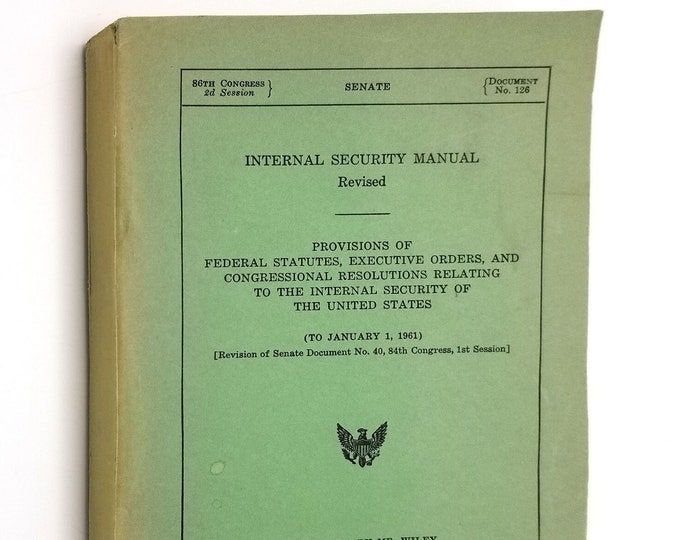 86TH CONGRESS } SENATE { DOCUMENT
2d Session No. 126
INTERNAL SECURITY MANUAL
Revised
PROVISIONS OF
FEDERAL STATUTES, EXECUTIVE ORDERS, AND
CONGRESSIONAL RESOLUTIONS RELATING
TO THE INTERNAL SECURITY OF
THE UNITED STATES
(TO JANUARY 1, 1961)
[Revision of Senate Document No. 40, 84th Congress, 1st Session]
MR. WILEY